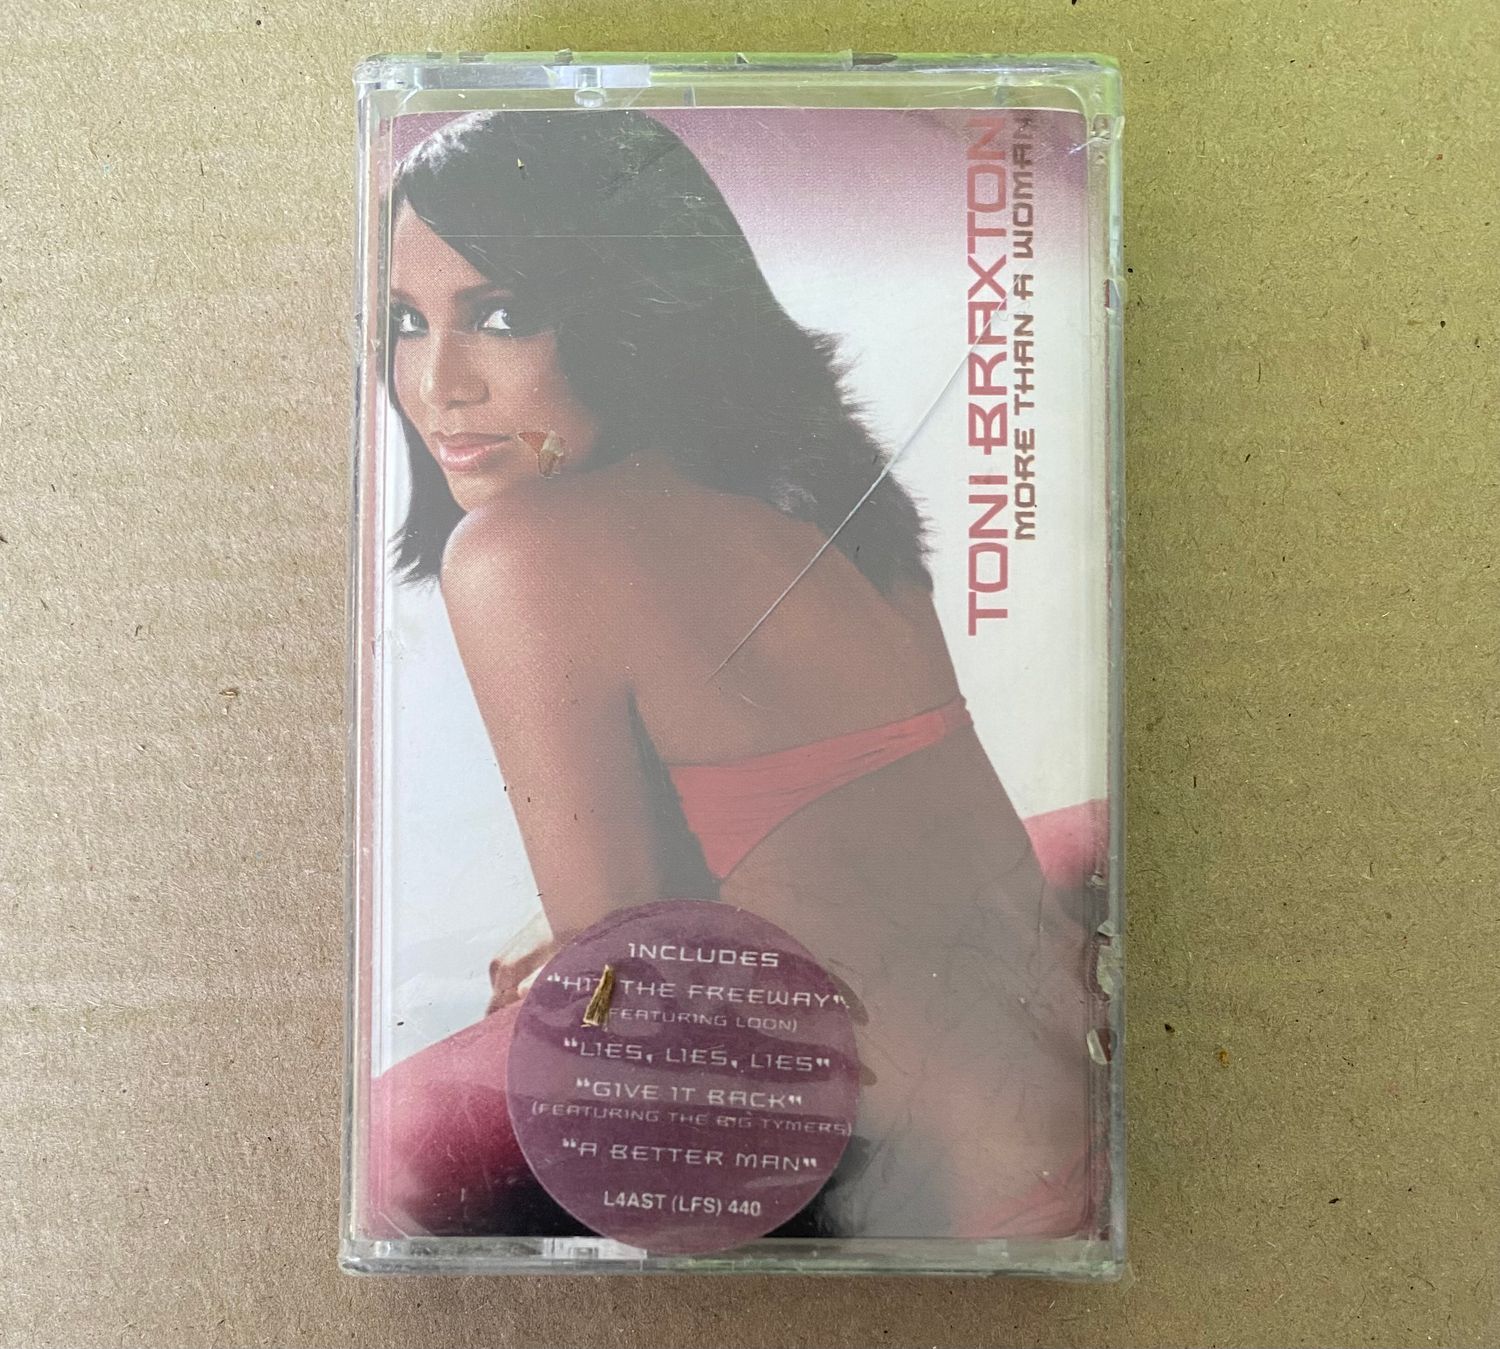 TONI BRAXTON
MORE THAN A WOMAN
INCLUDES
"HIT THE FREEWAY"
(FEATURING LOON)
"LIES, LIES, LIES"
"GIVE IT BACK"
(FEATURING THE BIG TYMERS)
"A BETTER MAN"
L4AST (LFS) 440